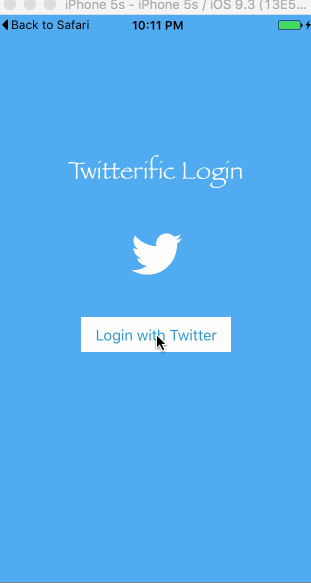 iPhone 5s - iPhone 5s / iOS 9.3 (13E5...
Back to Safari 10:11 PM
Twitterific Login
Login with Twitter